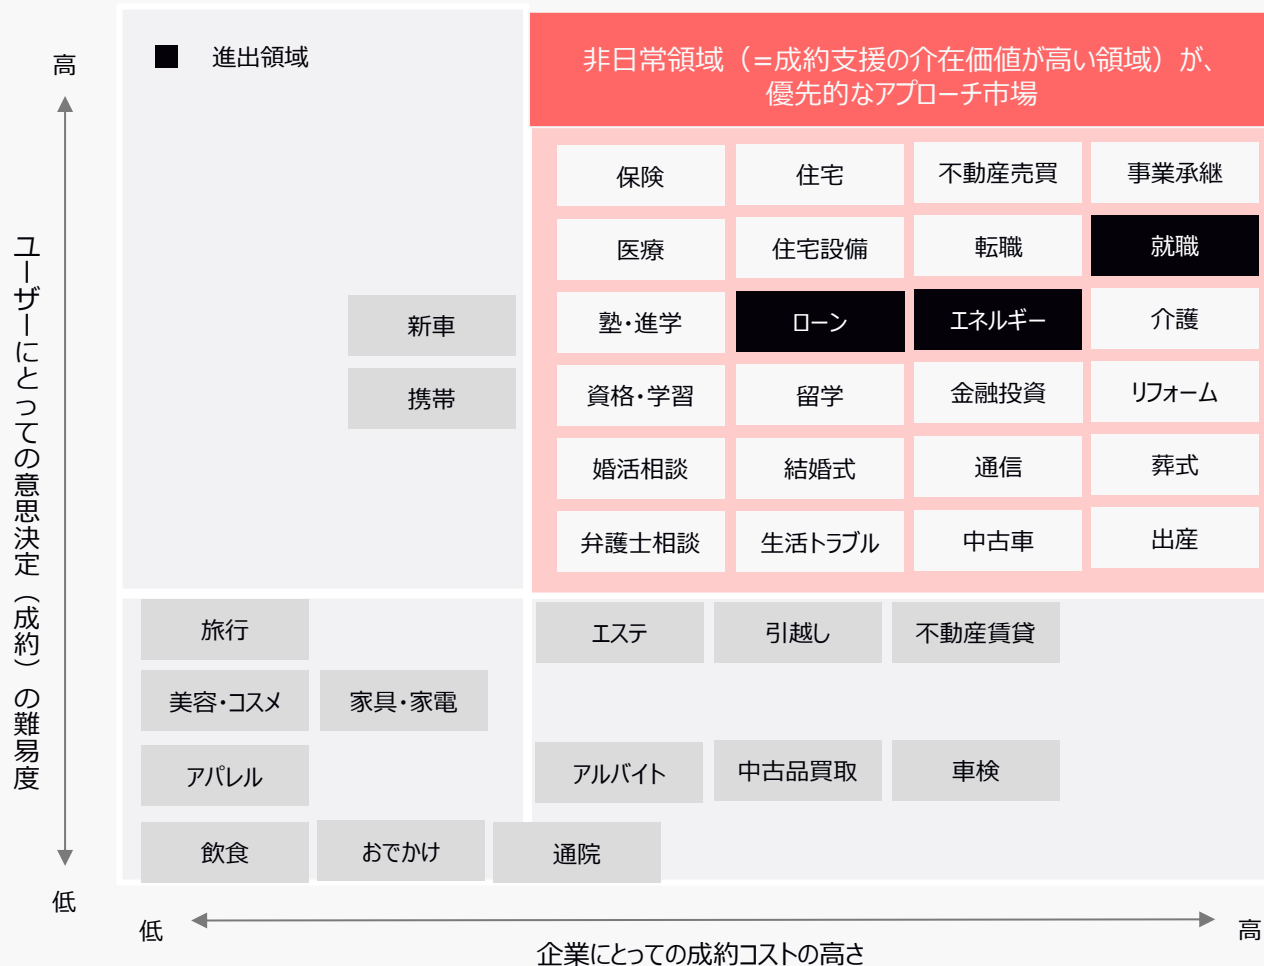 進出領域
非日常領域（=成約支援の介在価値が高い領域）が、
優先的なアプローチ市場
高
ユーザーにとっての意思決定（成約）の難易度
低
保険
住宅
不動産売買
事業承継
医療
住宅設備
転職
就職
新車
塾・進学
ローン
エネルギー
介護
携帯
資格・学習
留学
金融投資
リフォーム
婚活相談
結婚式
通信
葬式
弁護士相談
生活トラブル
中古車
出産
旅行
エステ
引越し
不動産賃貸
美容・コスメ
家具・家電
アパレル
アルバイト
中古品買取
車検
飲食
おでかけ
通院
低
企業にとっての成約コストの高さ
高